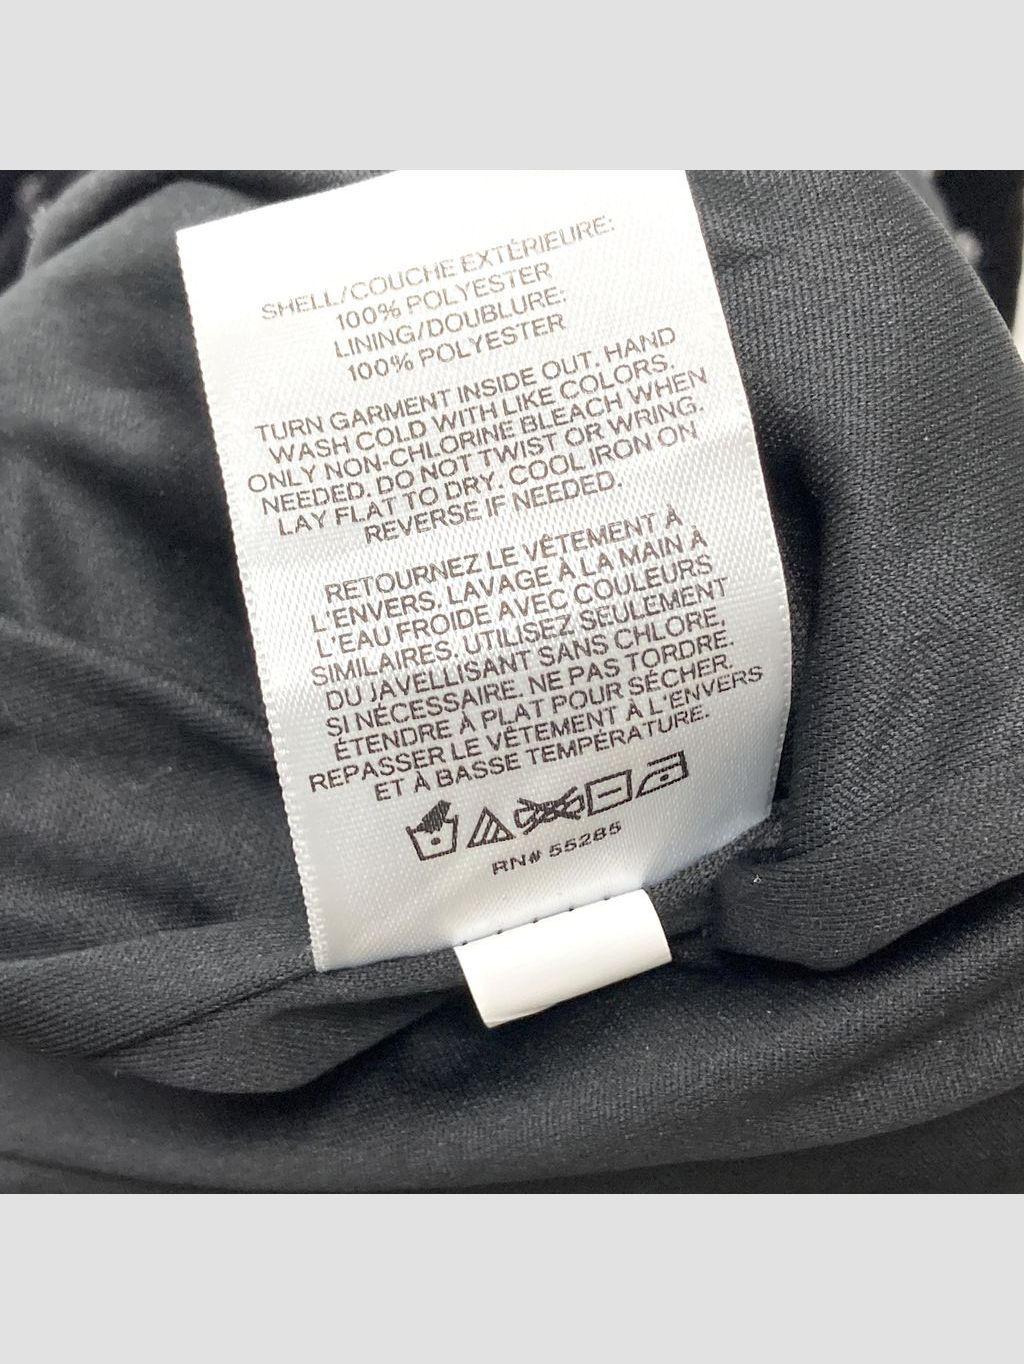 SHELL/COUCHE EXTÉRIEURE:
100% POLYESTER
LINING/DOUBLURE:
100% POLYESTER
TURN GARMENT INSIDE OUT. HAND
WASH COLD WITH LIKE COLORS.
ONLY NON-CHLORINE BLEACH WHEN
NEEDED. DO NOT TWIST OR WRING.
LAY FLAT TO DRY. COOL IRON ON
REVERSE IF NEEDED.
RETOURNEZ LE VÊTEMENT À
L'ENVERS. LAVAGE À LA MAIN À
L'EAU FROIDE AVEC COULEURS
SIMILAIRES. UTILISEZ SEULEMENT
DU JAVELLISANT SANS CHLORE,
SI NÉCESSAIRE. NE PAS TORDRE.
ÉTENDRE À PLAT POUR SÉCHER.
REPASSER LE VÊTEMENT À L'ENVERS
ET À BASSE TEMPÉRATURE.
RN# 55285